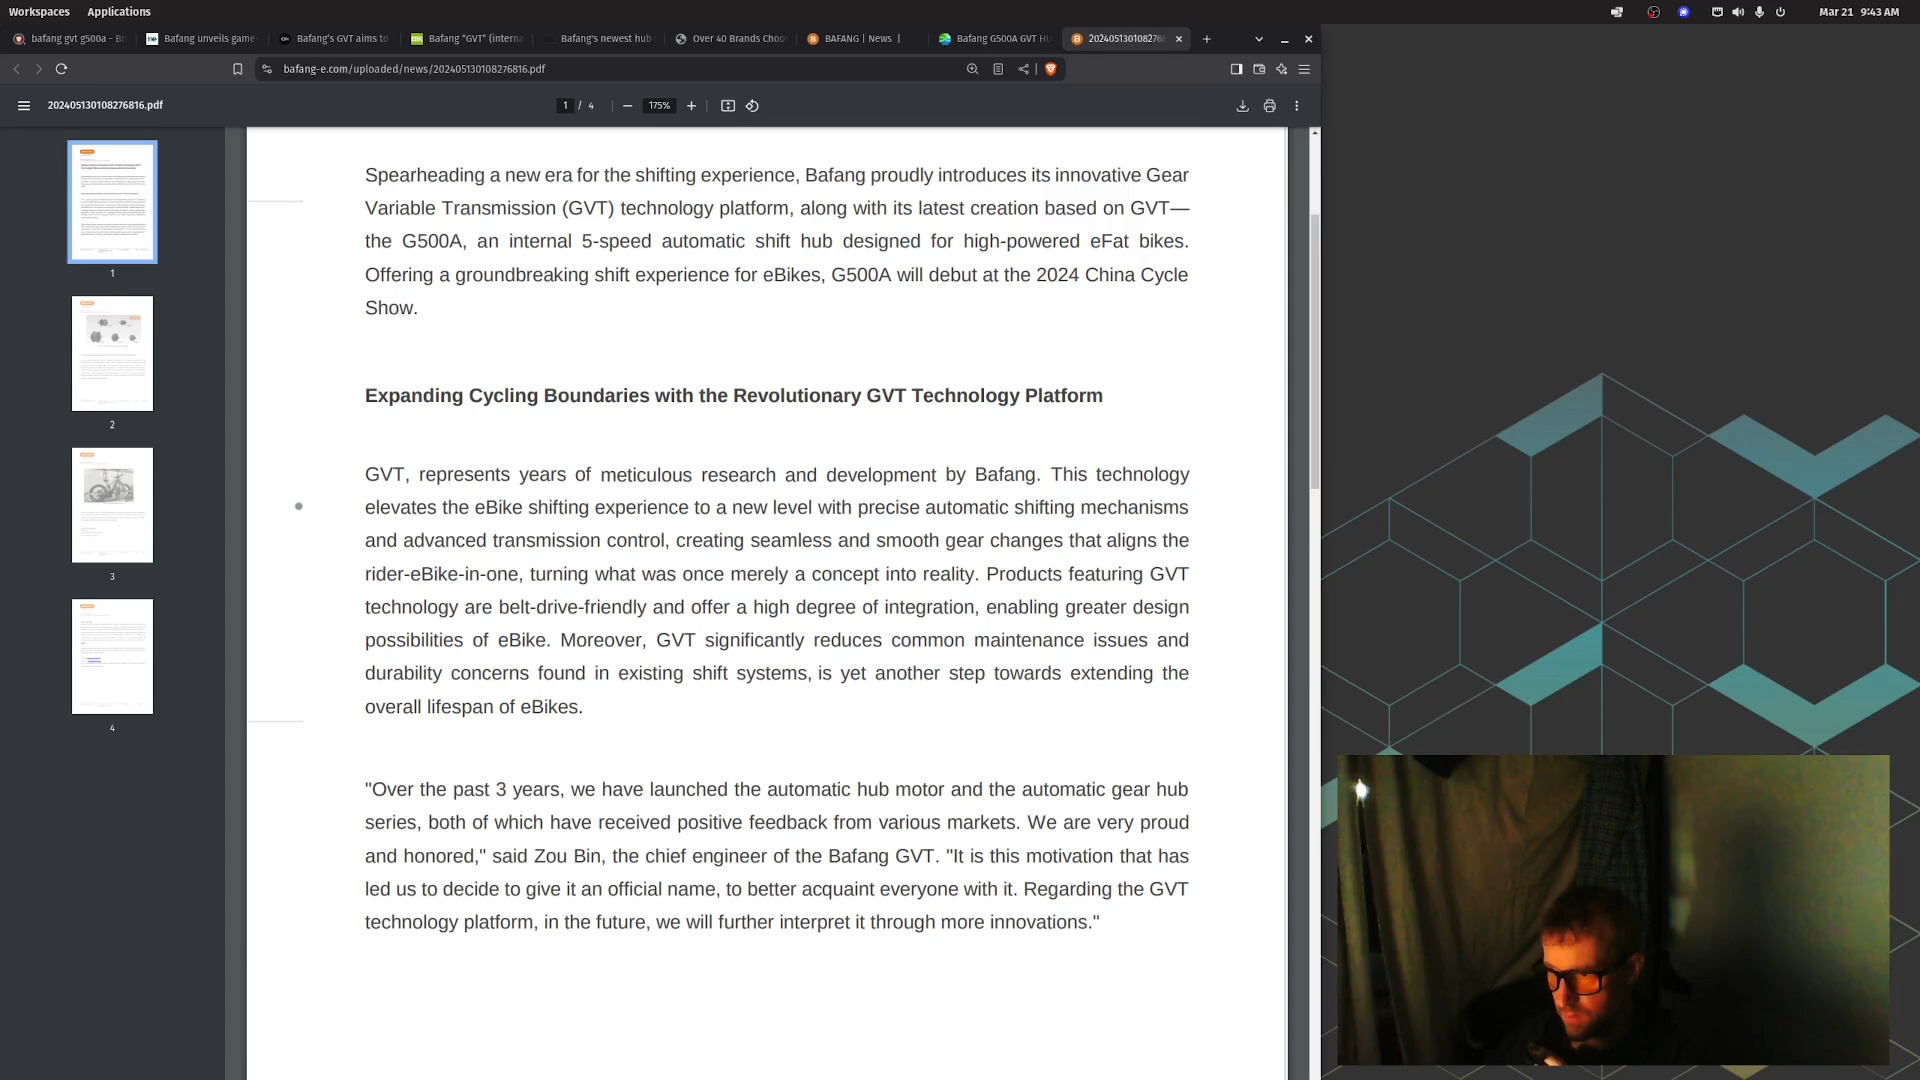 Workspaces Applications Mar 21 9:43 AM
bafang gvt g500a - B Bafang unveils game- Bafang's GVT aims to Bafang "GVT" (interna Bafang's newest hub Over 40 Brands Choo BAFANG | News | Bafang G500A GVT HU 202405130108276816
bafang-e.com/uploaded/news/202405130108276816.pdf
202405130108276816.pdf 1 / 4 175%
1
2
3
4
Spearheading a new era for the shifting experience, Bafang proudly introduces its innovative Gear
Variable Transmission (GVT) technology platform, along with its latest creation based on GVT—
the G500A, an internal 5-speed automatic shift hub designed for high-powered eFat bikes.
Offering a groundbreaking shift experience for eBikes, G500A will debut at the 2024 China Cycle
Show.
Expanding Cycling Boundaries with the Revolutionary GVT Technology Platform
GVT, represents years of meticulous research and development by Bafang. This technology
elevates the eBike shifting experience to a new level with precise automatic shifting mechanisms
and advanced transmission control, creating seamless and smooth gear changes that aligns the
rider-eBike-in-one, turning what was once merely a concept into reality. Products featuring GVT
technology are belt-drive-friendly and offer a high degree of integration, enabling greater design
possibilities of eBike. Moreover, GVT significantly reduces common maintenance issues and
durability concerns found in existing shift systems, is yet another step towards extending the
overall lifespan of eBikes.
"Over the past 3 years, we have launched the automatic hub motor and the automatic gear hub
series, both of which have received positive feedback from various markets. We are very proud
and honored," said Zou Bin, the chief engineer of the Bafang GVT. "It is this motivation that has
led us to decide to give it an official name, to better acquaint everyone with it. Regarding the GVT
technology platform, in the future, we will further interpret it through more innovations."